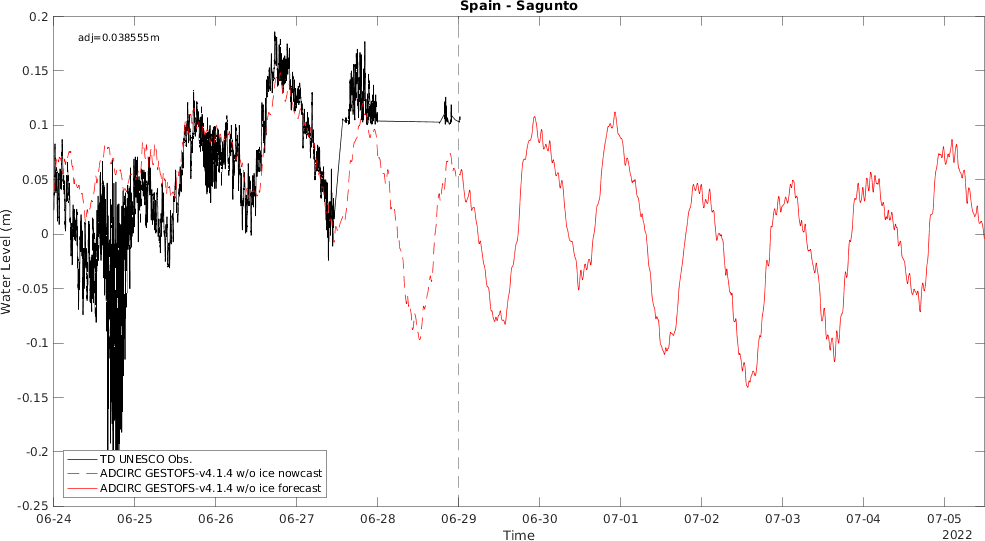 Spain - Sagunto
adj=0.038555m
0.2
0.15
0.1
0.05
0
-0.05
-0.1
-0.15
-0.2
-0.25
Water Level (m)
TD UNESCO Obs.
ADCIRC GESTOFS-v4.1.4 w/o ice nowcast
ADCIRC GESTOFS-v4.1.4 w/o ice forecast
06-24 06-25 06-26 06-27 06-28 06-29 06-30 07-01 07-02 07-03 07-04 07-05
Time
2022